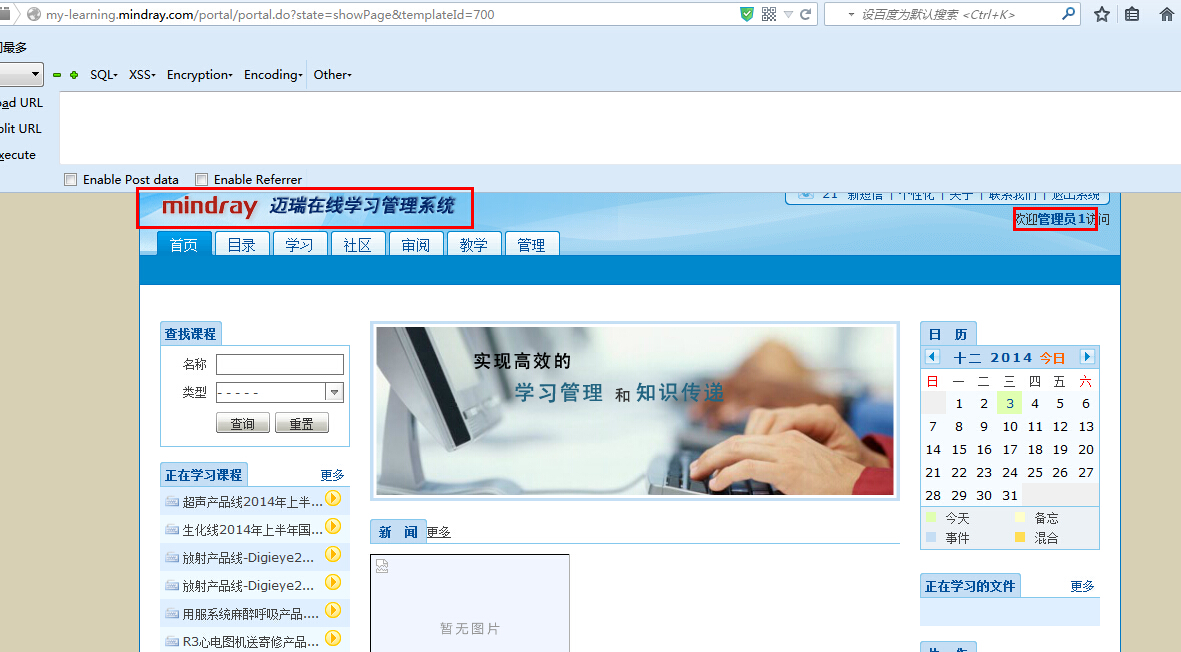 my-learning.mindray.com/portal/portal.do?state=showPage&templateId=700
设百度为默认搜索 <Ctrl+K>
问最多
SQL XSS Encryption Encoding Other
ad URL
plit URL
xecute
Enable Post data Enable Referrer
mindray 迈瑞在线学习管理系统
21 新短信 | 个性化 | 关于 | 联系我们 | 退出系统
欢迎管理员1访问
首页 目录 学习 社区 审阅 教学 管理
查找课程
名称
类型 - - - - -
查询 重置
正在学习课程 更多
超声产品线2014年上半...
生化线2014年上半年国...
放射产品线-Digieye2...
放射产品线-Digieye2...
用服系统麻醉呼吸产品....
R3心电图机送寄修产品...
实现高效的
学习管理 和 知识传递
新 闻 更多
暂无图片
日 历
十二 2014 今日
日 一 二 三 四 五 六
1 2 3 4 5 6
7 8 9 10 11 12 13
14 15 16 17 18 19 20
21 22 23 24 25 26 27
28 29 30 31
今天 备忘
事件 混合
正在学习的文件 更多